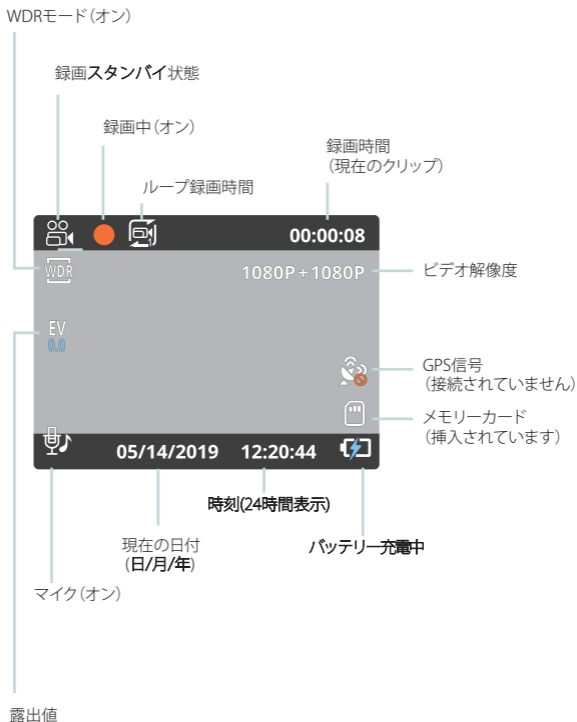 WDRモード（オン）
録画スタンバイ状態
録画中（オン）
録画時間
（現在のクリップ）
ループ録画時間
00:00:08
WDR
1080P+1080P
ビデオ解像度
EV
0.0
GPS信号
（接続されていません）
メモリーカード
（挿入されています）
05/14/2019
12:20:44
時刻(24時間表示)
現在の日付
(日/月/年)
バッテリー充電中
マイク（オン）
露出値